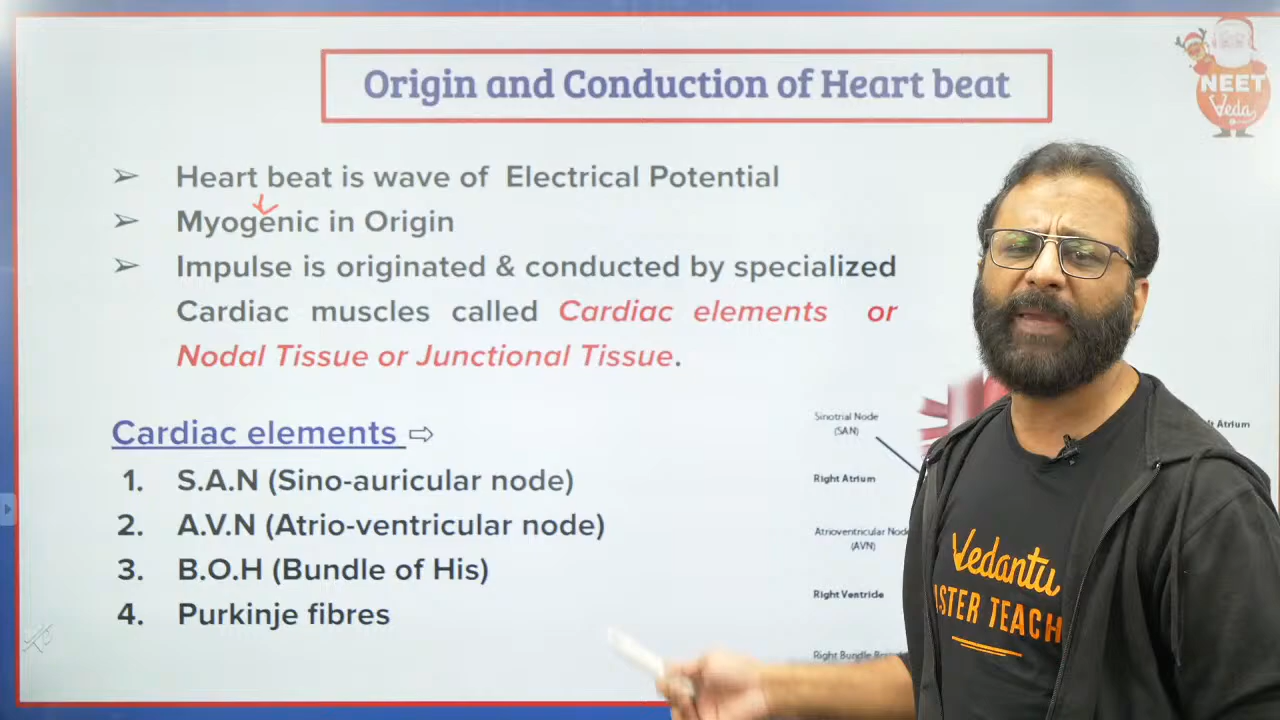 Origin and Conduction of Heart beat
NEET
Veda
➢ Heart beat is wave of Electrical Potential
➢ Myogenic in Origin
➢ Impulse is originated & conducted by specialized
Cardiac muscles called Cardiac elements or
Nodal Tissue or Junctional Tissue.
Cardiac elements ⇨
1. S.A.N (Sino-auricular node)
2. A.V.N (Atrio-ventricular node)
3. B.O.H (Bundle of His)
4. Purkinje fibres
Sinotrial Node
(SAN)
Right Atrium
Atrioventricular Node
(AVN)
Right Ventride
Right Bundle
Atrium
Vedantu
STER TEACH